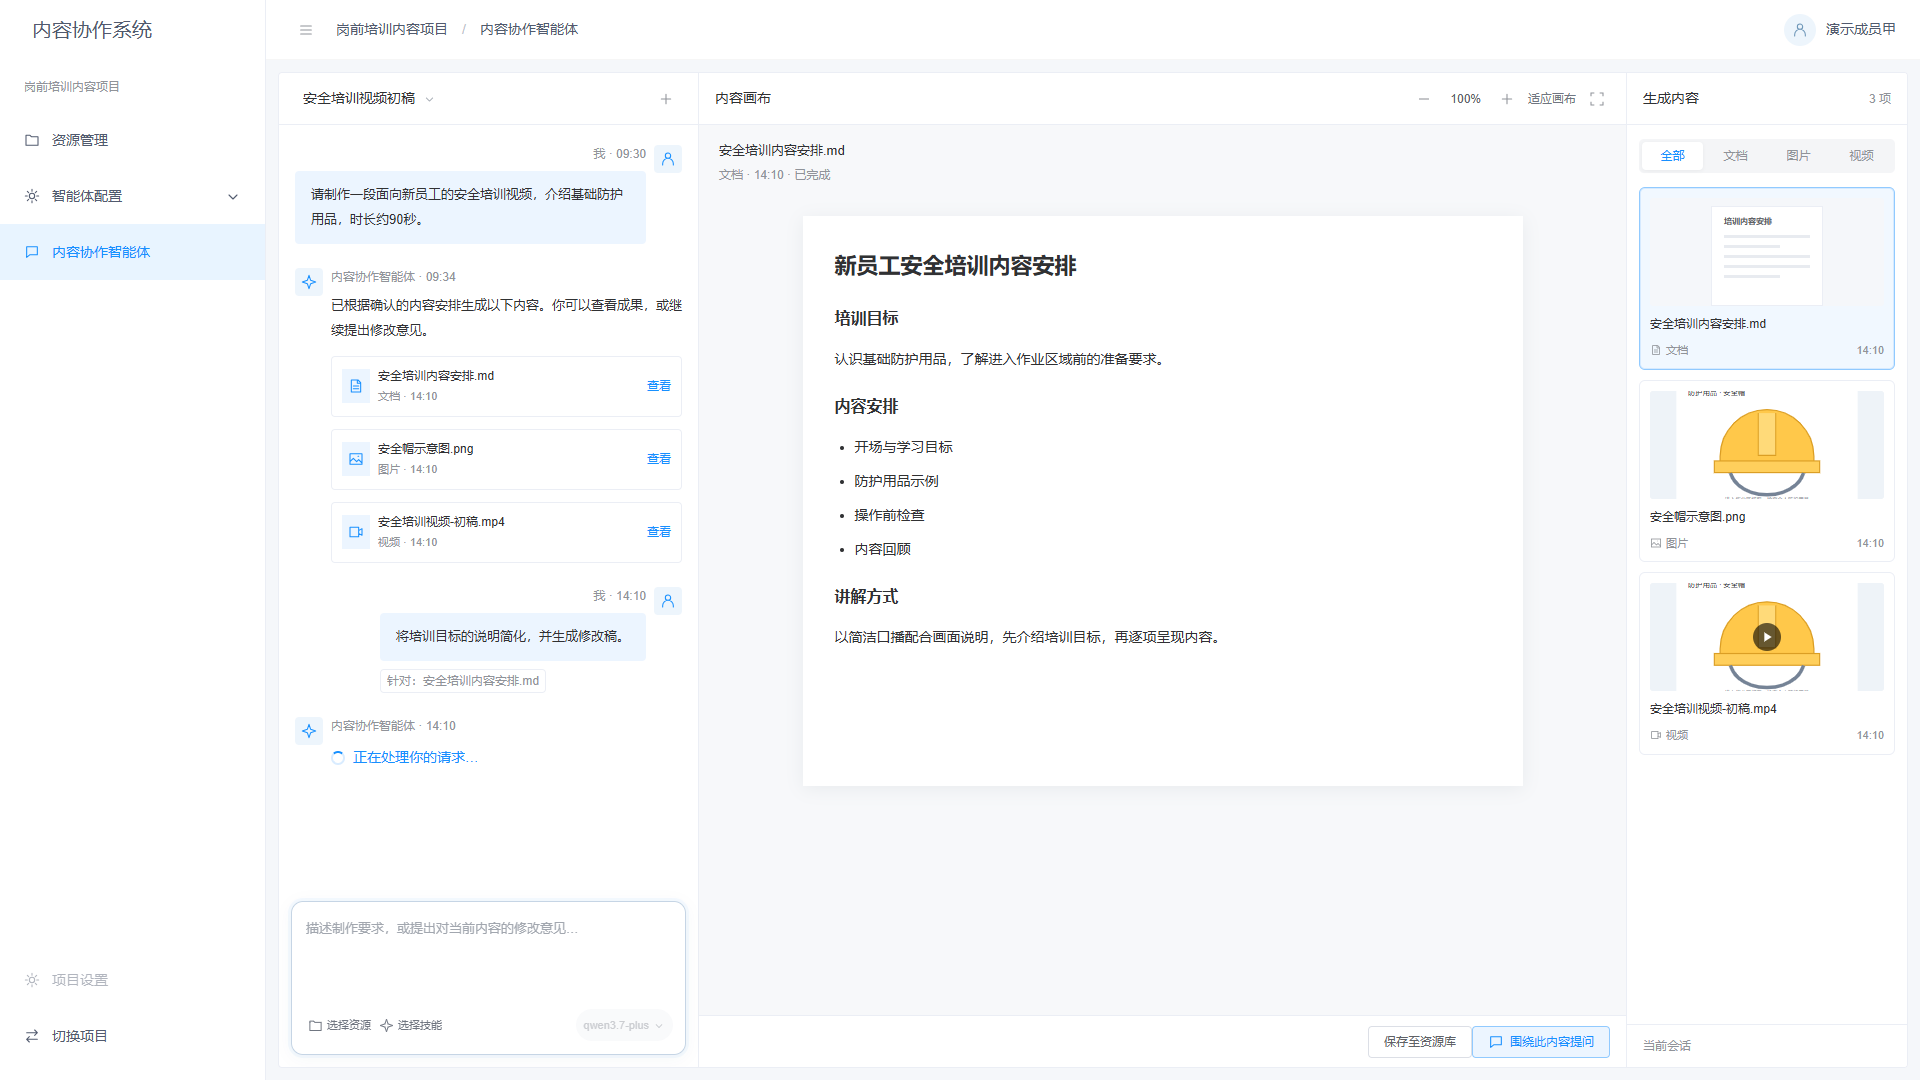 内容协作系统
岗前培训内容项目
资源管理
智能体配置
内容协作智能体
项目设置
切换项目
岗前培训内容项目 / 内容协作智能体
演示成员甲
安全培训视频初稿
我 · 09:30
请制作一段面向新员工的安全培训视频，介绍基础防护
用品，时长约90秒。
内容协作智能体 · 09:34
已根据确认的内容安排生成以下内容。你可以查看成果，或继
续提出修改意见。
安全培训内容安排.md
文档 · 14:10
查看
安全帽示意图.png
图片 · 14:10
查看
安全培训视频-初稿.mp4
视频 · 14:10
查看
我 · 14:10
将培训目标的说明简化，并生成修改稿。
针对：安全培训内容安排.md
内容协作智能体 · 14:10
正在处理你的请求...
描述制作要求，或提出对当前内容的修改意见...
选择资源 选择技能 qwen3.7-plus
内容画布
100% 适应画布
安全培训内容安排.md
文档 · 14:10 · 已完成
新员工安全培训内容安排
培训目标
认识基础防护用品，了解进入作业区域前的准备要求。
内容安排
• 开场与学习目标
• 防护用品示例
• 操作前检查
• 内容回顾
讲解方式
以简洁口播配合画面说明，先介绍培训目标，再逐项呈现内容。
保存至资源库 围绕此内容提问
生成内容 3 项
全部 文档 图片 视频
培训内容安排
安全培训内容安排.md
文档 14:10
防护用品 · 安全帽
安全帽示意图.png
图片 14:10
防护用品 · 安全帽
安全培训视频-初稿.mp4
视频 14:10
当前会话